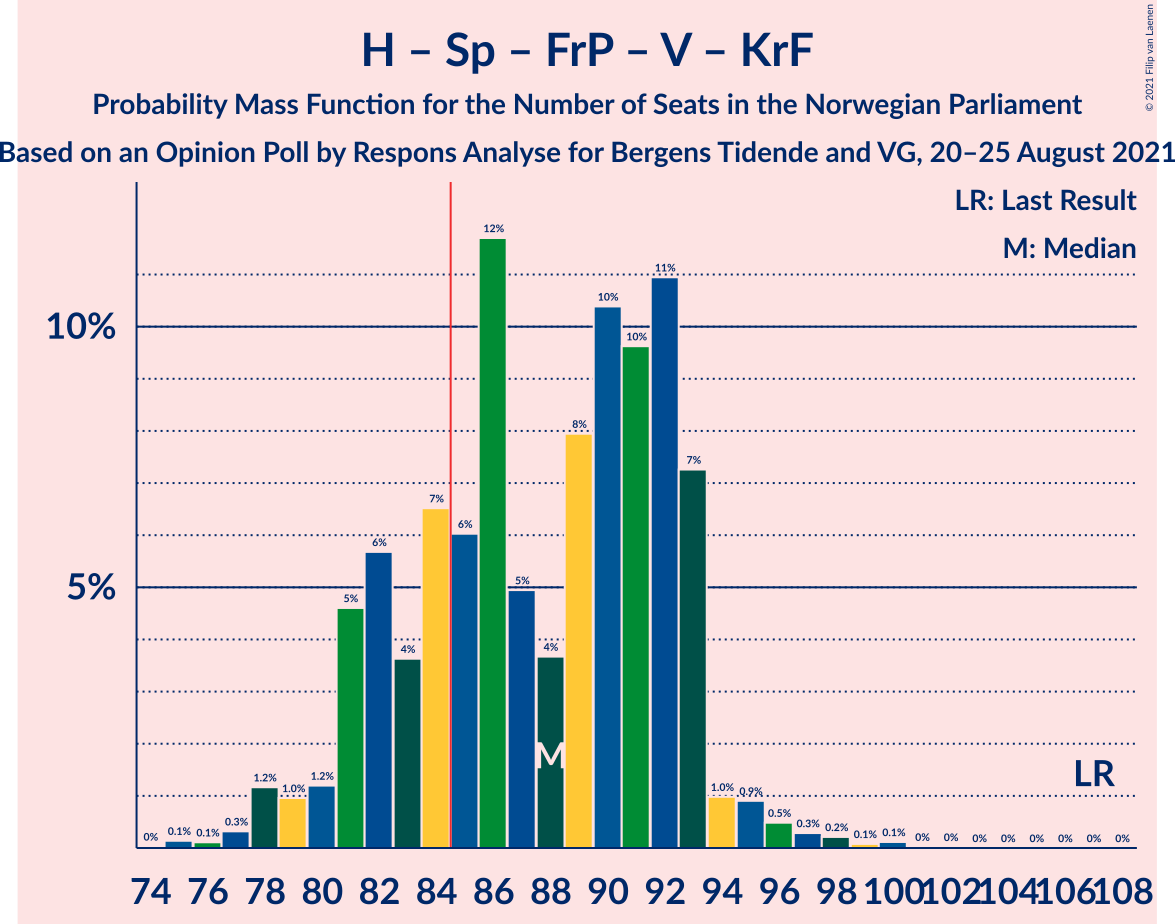 H – Sp – FrP – V – KrF
Probability Mass Function for the Number of Seats in the Norwegian Parliament
Based on an Opinion Poll by Respons Analyse for Bergens Tidende and VG, 20–25 August 2021
© 2021 Filip van Laenen
LR: Last Result
M: Median
10%
5%
0% 0.1% 0.1% 0.3% 1.2% 1.0% 1.2% 5% 6% 4% 7% 6% 12% 5% 4% 8% 10% 10% 11% 7% 1.0% 0.9% 0.5% 0.3% 0.2% 0.1% 0.1% 0% 0% 0% 0% 0% 0% 0% 0%
M
LR
74 76 78 80 82 84 86 88 90 92 94 96 98 100 102 104 106 108